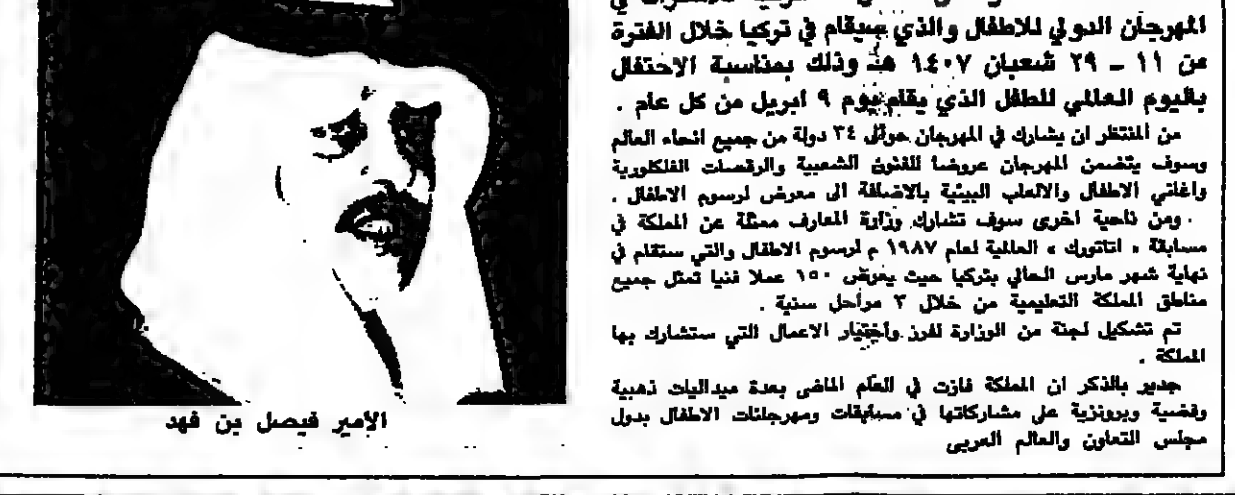 المهرجان الدولي للاطفال والذي سيقام في تركيا خلال الفترة
من ١١ - ٢٩ شعبان ١٤٠٧ هـ وذلك بمناسبة الاحتفال
باليوم العالمي للطفل الذي يقام يوم ٩ ابريل من كل عام .
من المنتظر ان يشارك في المهرجان حوالى ٣٤ دولة من جميع انحاء العالم
وسوف يتضمن المهرجان عروضا للفنون الشعبية والرقصات الفلكلورية
واغاني الاطفال والالعاب البيئية بالاضافة الى معرض لرسوم الاطفال .
. ومن ناحية اخرى سوف تشارك وزارة المعارف ممثلة عن المملكة في
مسابقة « اتاتورك » العالمية لعام ١٩٨٧ م لرسوم الاطفال والتي ستقام في
نهاية شهر مارس الحالي بتركيا حيث يعرض ١٥٠ عملا فنيا تمثل جميع
مناطق المملكة التعليمية من خلال ٣ مراحل سنية .
تم تشكيل لجنة من الوزارة لفرز واختيار الاعمال التي ستشارك بها
المملكة .
جدير بالذكر ان المملكة فازت في العام الماضى بعدة ميداليات ذهبية
وفضية وبرونزية على مشاركاتها في مسابقات ومهرجانات الاطفال بدول
مجلس التعاون والعالم العربى
الأمير فيصل بن فهد